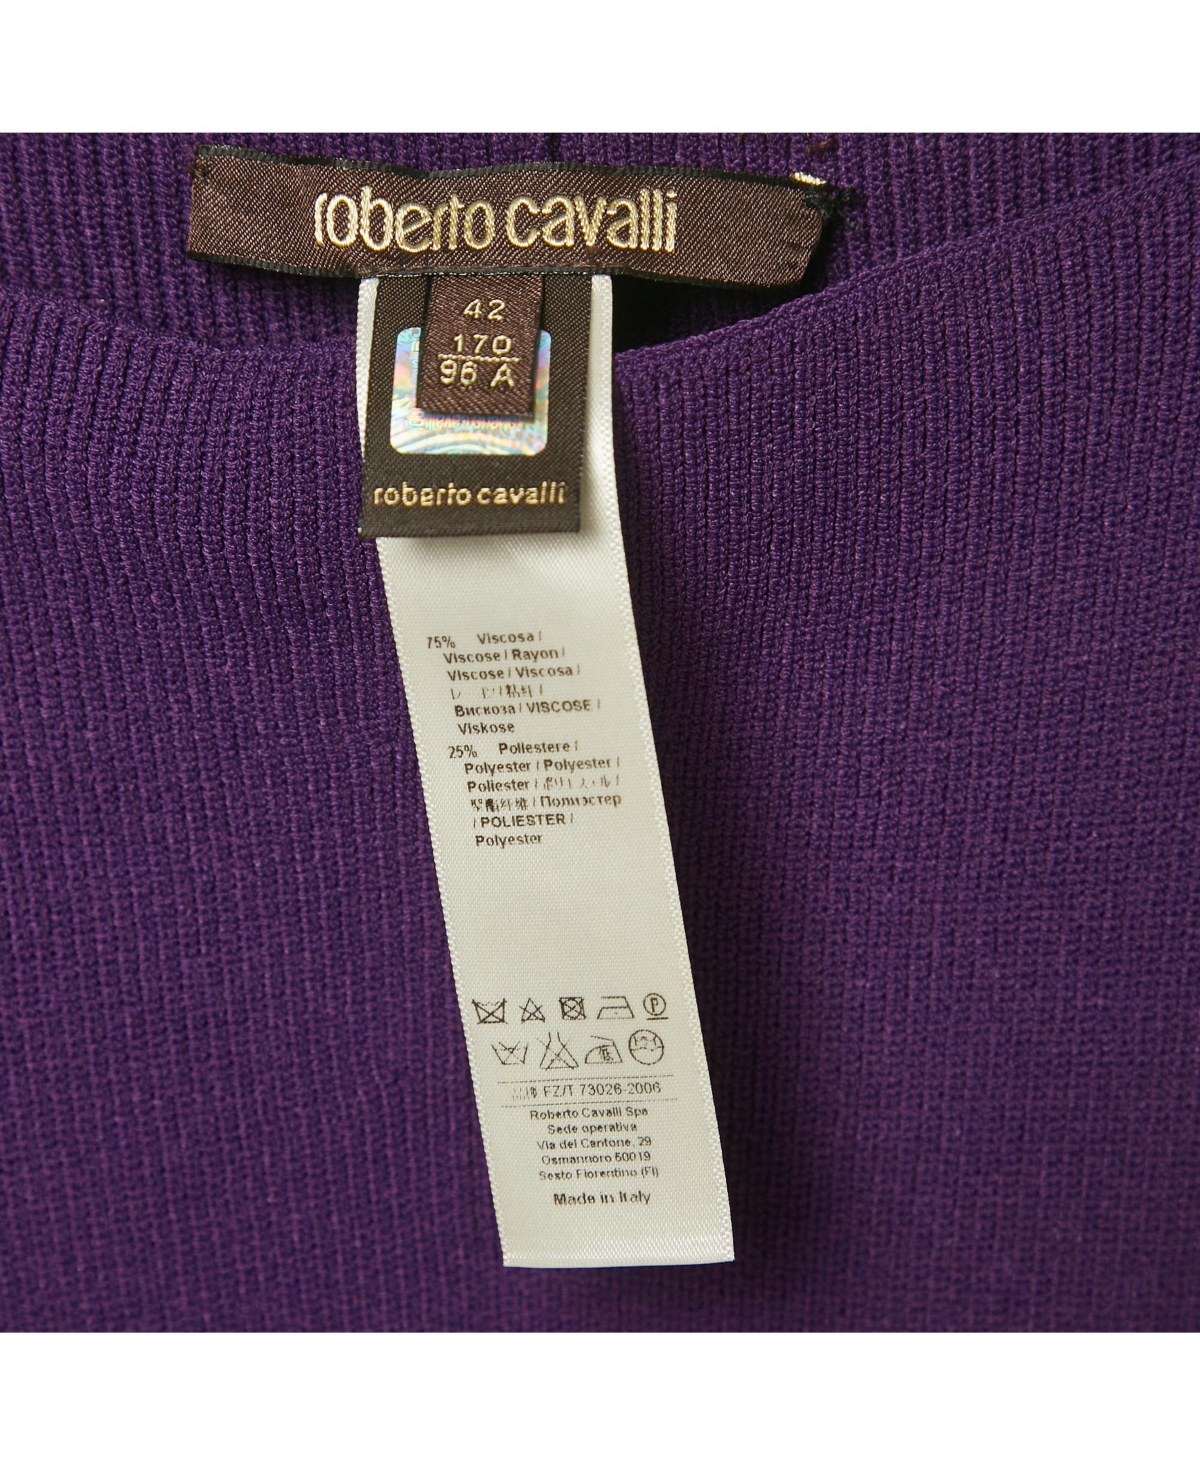 roberto cavalli
42
170
96 A
roberto cavalli
75% Viscosa /
Viscose / Rayon /
Viscose / Viscosa /
/
Вискоза / VISCOSE /
Viskose
25% Poliestere /
Polyester / Polyester /
Poliester /
/ Полиэстер
/ POLIESTER /
Polyester
FZ/T 73026-2006
Roberto Cavalli Spa
Sede operativa
Via del Cantone, 29
Osmannoro 50019
Sesto Fiorentino (FI)
Made in Italy